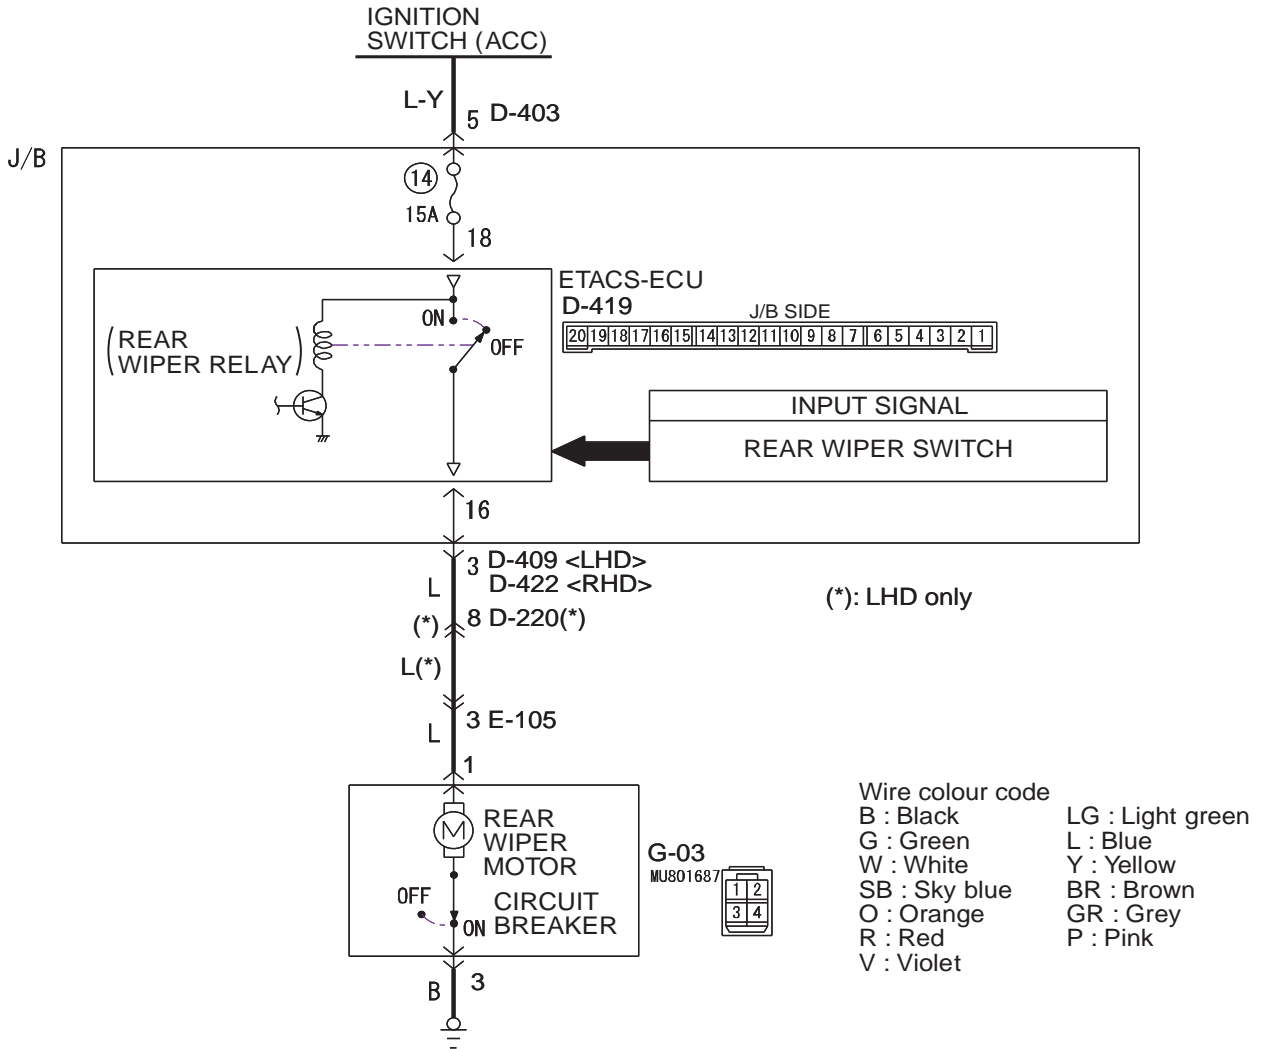 IGNITION
SWITCH (ACC)
L-Y
5 D-403
J/B
14
15A
18
ETACS-ECU
D-419
J/B SIDE
20 19 18 17 16 15 14 13 12 11 10 9 8 7 6 5 4 3 2 1
ON
OFF
(REAR
WIPER RELAY)
INPUT SIGNAL
REAR WIPER SWITCH
16
3 D-409 <LHD>
D-422 <RHD>
L
(*): LHD only
(*) 8 D-220(*)
L(*)
3 E-105
L
1
REAR
WIPER
MOTOR
M
G-03
MU801687
1 2
3 4
OFF
CIRCUIT
BREAKER
ON
3
B
Wire colour code
B : Black LG : Light green
G : Green L : Blue
W : White Y : Yellow
SB : Sky blue BR : Brown
O : Orange GR : Grey
R : Red P : Pink
V : Violet